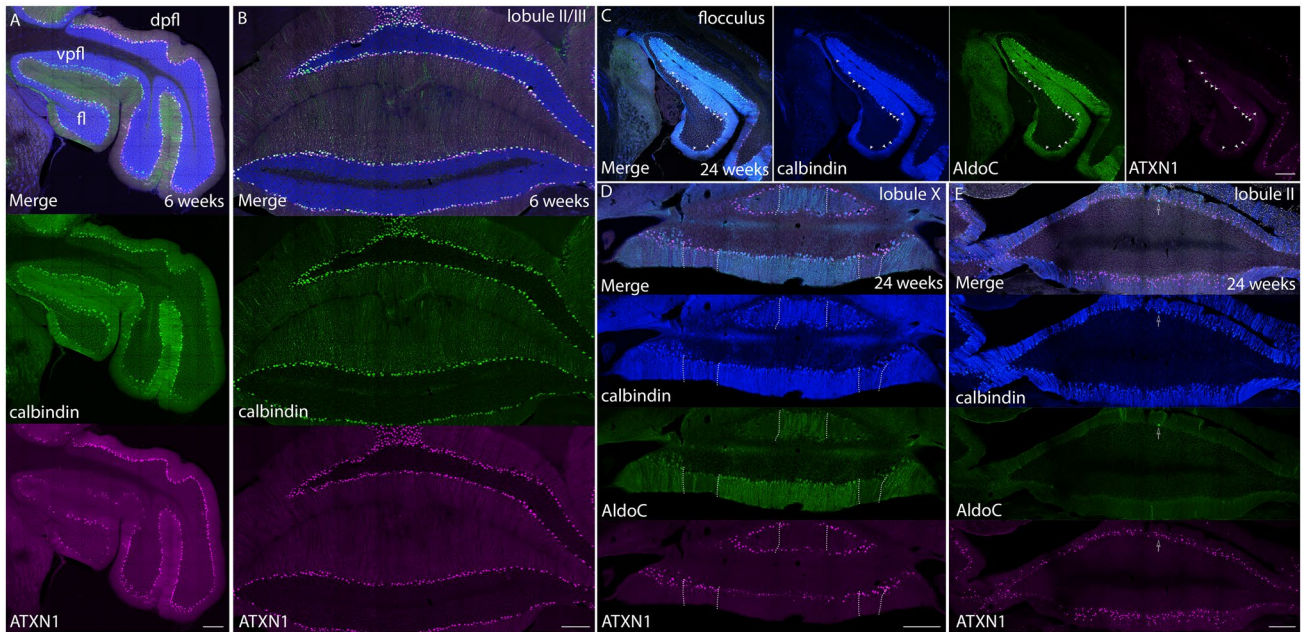 A
dpfl
vpfl
fl
Merge
6 weeks
calbindin
ATXN1
B
lobule II/III
Merge
6 weeks
calbindin
ATXN1
C
flocculus
Merge
24 weeks
calbindin
AldoC
ATXN1
D
lobule X
Merge
24 weeks
calbindin
AldoC
ATXN1
E
lobule II
Merge
24 weeks
calbindin
AldoC
ATXN1